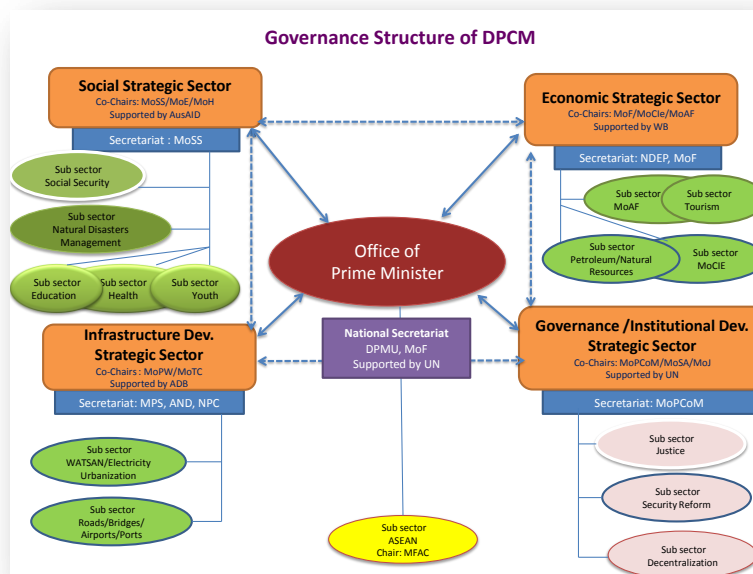 Governance Structure of DPCM
Social Strategic Sector
Co-Chairs: MoSS/MoE/MoH
Supported by AusAID
Secretariat : MoSS
Sub sector
Social Security
Sub sector
Natural Disasters
Management
Sub sector
Education
Sub sector
Health
Sub sector
Youth
Economic Strategic Sector
Co-Chairs: MoF/MoCIe/MoAF
Supported by WB
Secretariat: NDEP, MoF
Sub sector
MoAF
Sub sector
Tourism
Sub sector
Petroleum/Natural
Resources
Sub sector
MoCIE
Office of
Prime Minister
National Secretariat
DPMU, MoF
Supported by UN
Infrastructure Dev.
Strategic Sector
Co-Chairs : MoPW/MoTC
Supported by ADB
Secretariat: MPS, AND, NPC
Sub sector
WATSAN/Electricity
Urbanization
Sub sector
Roads/Bridges/
Airports/Ports
Sub sector
ASEAN
Chair: MFAC
Governance /Institutional Dev.
Strategic Sector
Co-Chairs: MoPCoM/MoSA/MoJ
Supported by UN
Secretariat: MoPCoM
Sub sector
Justice
Sub sector
Security Reform
Sub sector
Decentralization